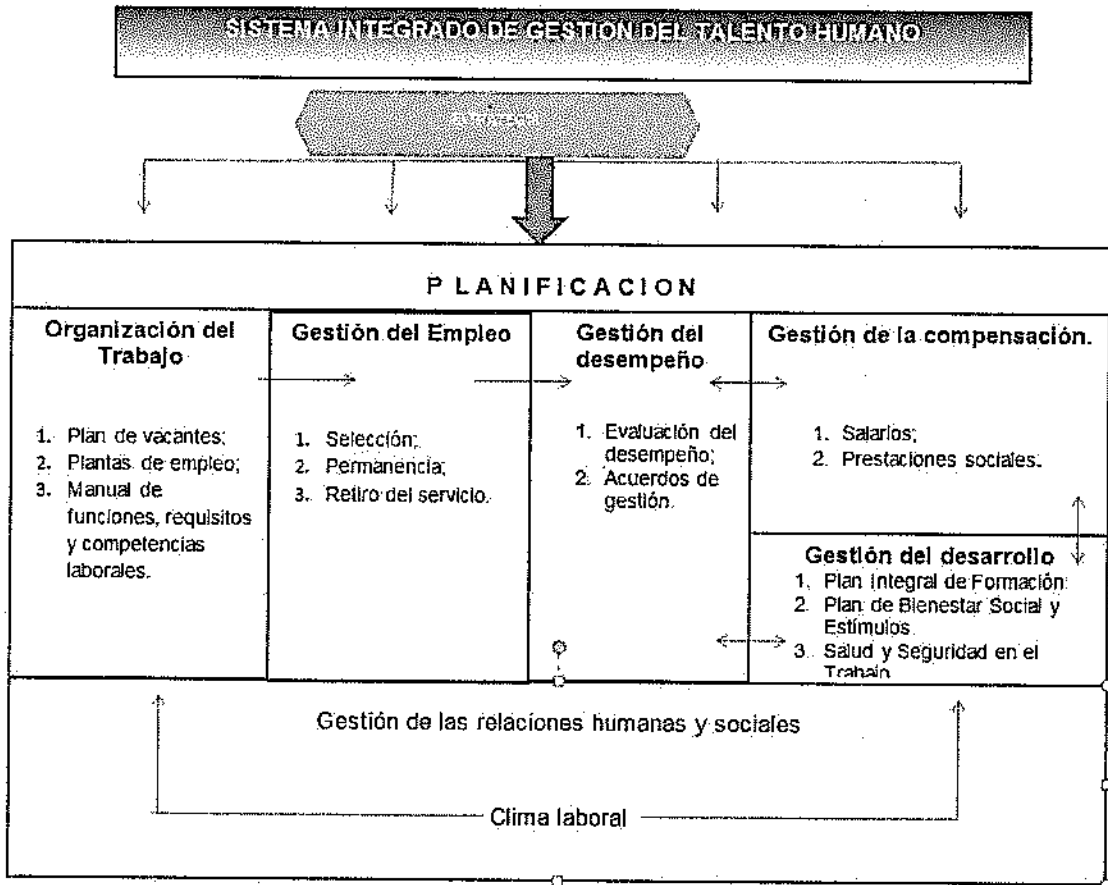 SISTEMA INTEGRADO DE GESTION DEL TALENTO HUMANO
PLANIFICACION
Organización del
Trabajo
1. Plan de vacantes;
2. Plantas de empleo;
3. Manual de
funciones, requisitos
y competencias
laborales.
Gestión del Empleo
1. Selección;
2. Permanencia;
3. Retiro del servicio.
Gestión del
desempeño
1. Evaluación del
desempeño;
2. Acuerdos de
gestión.
Gestión de la compensación.
1. Salarios;
2. Prestaciones sociales.
Gestión del desarrollo
1. Plan Integral de Formación
2. Plan de Bienestar Social y
Estímulos
3. Salud y Seguridad en el
Trabajo
Gestión de las relaciones humanas y sociales
Clima laboral